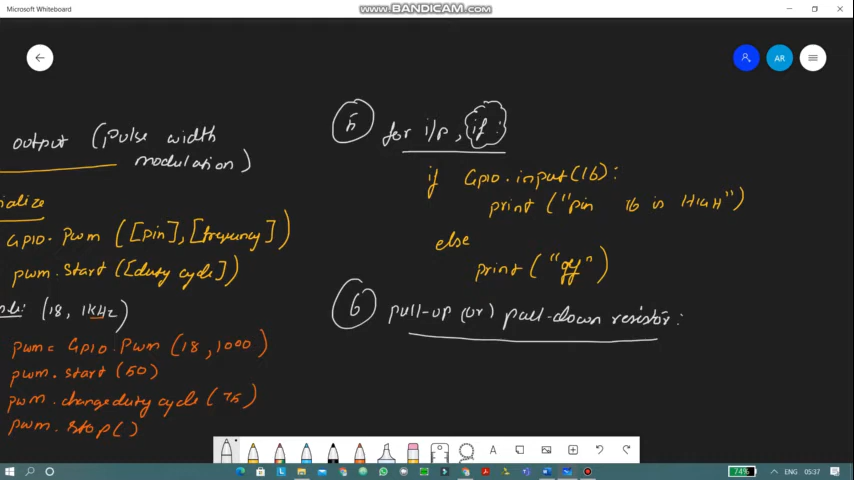 Microsoft Whiteboard
www.BANDICAM.com
AR
output (pulse width
modulation)
ialize
GPIO.Pwm ([pin],[frequency])
pwm.start ([duty cycle])
(18, 1KHz)
pwm= GPIO.Pwm (18,1000)
pwm.start (50)
pwm.changeduty cycle (75)
pwm.stop()
5 for i/p, if:
if GPIO.input(16):
print ("pin 16 is HIGH")
else
print ("off")
6 pull-up (or) pull-down resistor:
A
74%
ENG
05:37